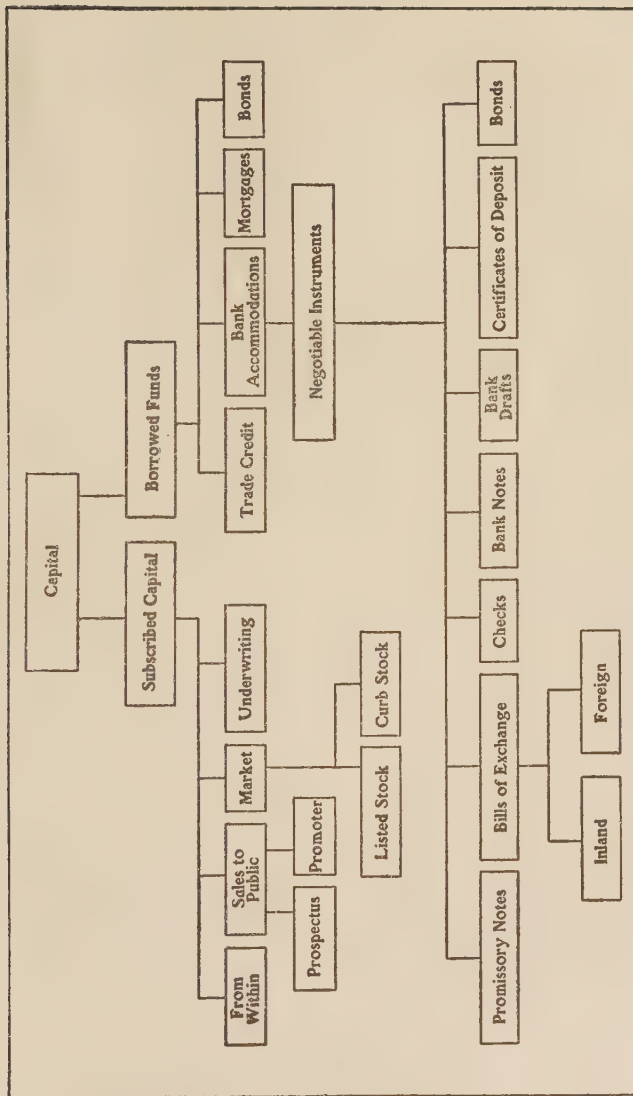 Capital
Subscribed Capital
Borrowed Funds
From
Within
Sales to
Public
Market
Underwriting
Trade Credit
Bank
Accommodations
Mortgages
Bonds
Prospectus
Promoter
Listed Stock
Curb Stock
Negotiable Instruments
Promissory Notes
Bills of Exchange
Checks
Bank Notes
Bank
Drafts
Certificates of Deposit
Bonds
Inland
Foreign